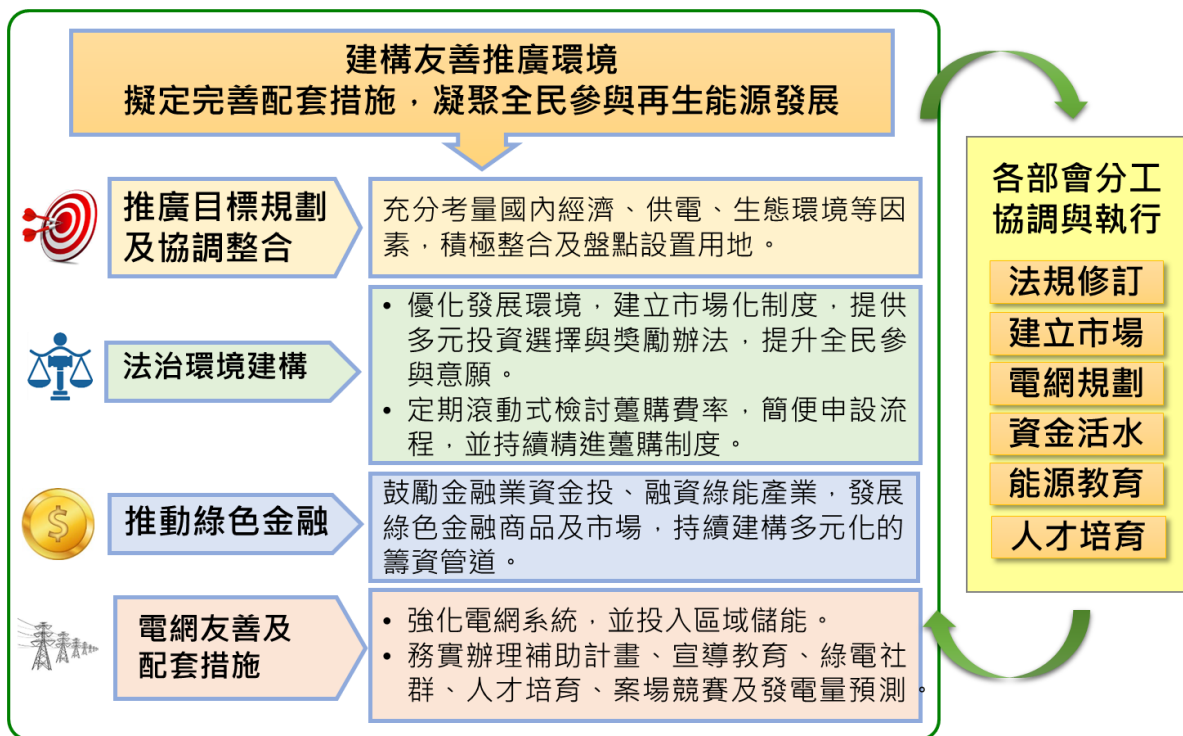 建構友善推廣環境
擬定完善配套措施，凝聚全民參與再生能源發展
推廣目標規劃
及協調整合
充分考量國內經濟、供電、生態環境等因
素，積極整合及盤點設置用地。
法治環境建構
• 優化發展環境，建立市場化制度，提供
多元投資選擇與獎勵辦法，提升全民參
與意願。
• 定期滾動式檢討躉購費率，簡便申設流
程，並持續精進躉購制度。
推動綠色金融
鼓勵金融業資金投、融資綠能產業，發展
綠色金融商品及市場，持續建構多元化的
籌資管道。
電網友善及
配套措施
• 強化電網系統，並投入區域儲能。
• 務實辦理補助計畫、宣導教育、綠電社
群、人才培育、案場競賽及發電量預測。
各部會分工
協調與執行
法規修訂
建立市場
電網規劃
資金活水
能源教育
人才培育